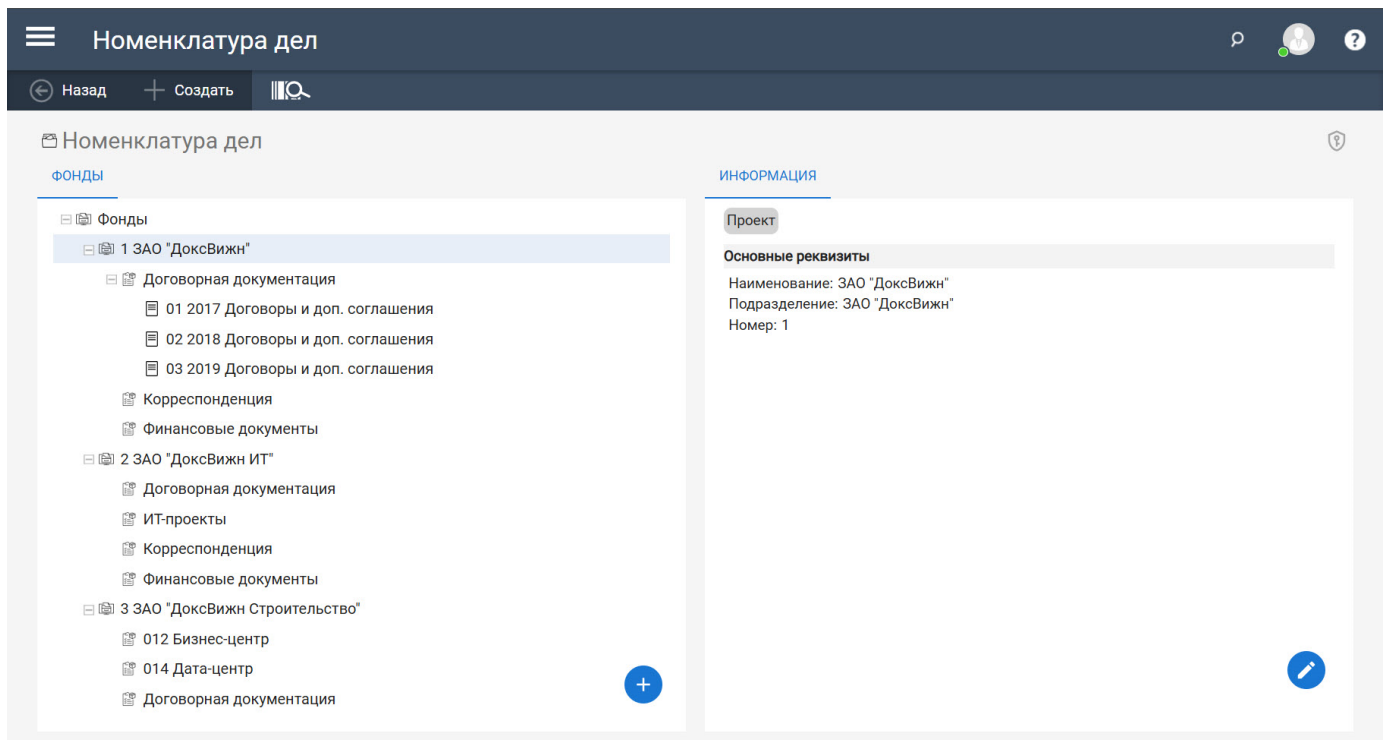 Номенклатура дел
?
Назад
Создать
Номенклатура дел
ФОНДЫ
Фонды
1 ЗАО "ДоксВижн"
Договорная документация
01 2017 Договоры и доп. соглашения
02 2018 Договоры и доп. соглашения
03 2019 Договоры и доп. соглашения
Корреспонденция
Финансовые документы
2 ЗАО "ДоксВижн ИТ"
Договорная документация
ИТ-проекты
Корреспонденция
Финансовые документы
3 ЗАО "ДоксВижн Строительство"
012 Бизнес-центр
014 Дата-центр
Договорная документация
ИНФОРМАЦИЯ
Проект
Основные реквизиты
Наименование: ЗАО "ДоксВижн"
Подразделение: ЗАО "ДоксВижн"
Номер: 1